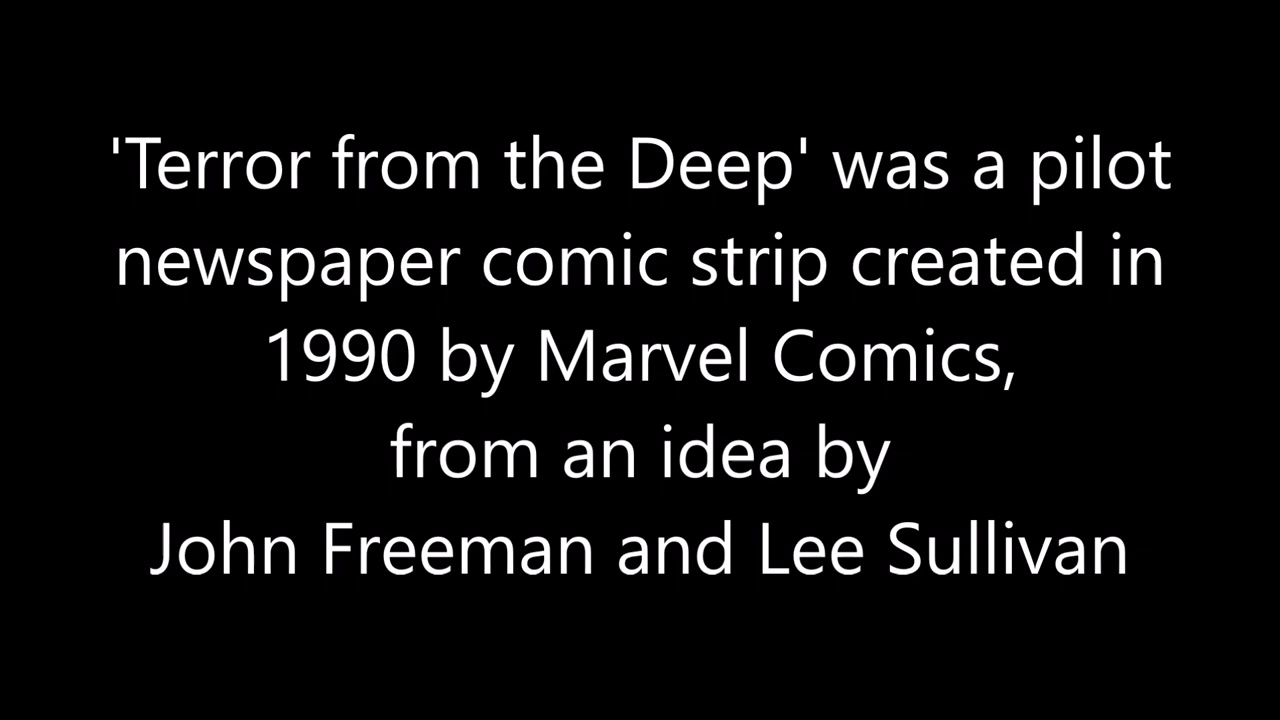 'Terror from the Deep' was a pilot
newspaper comic strip created in
1990 by Marvel Comics,
from an idea by
John Freeman and Lee Sullivan